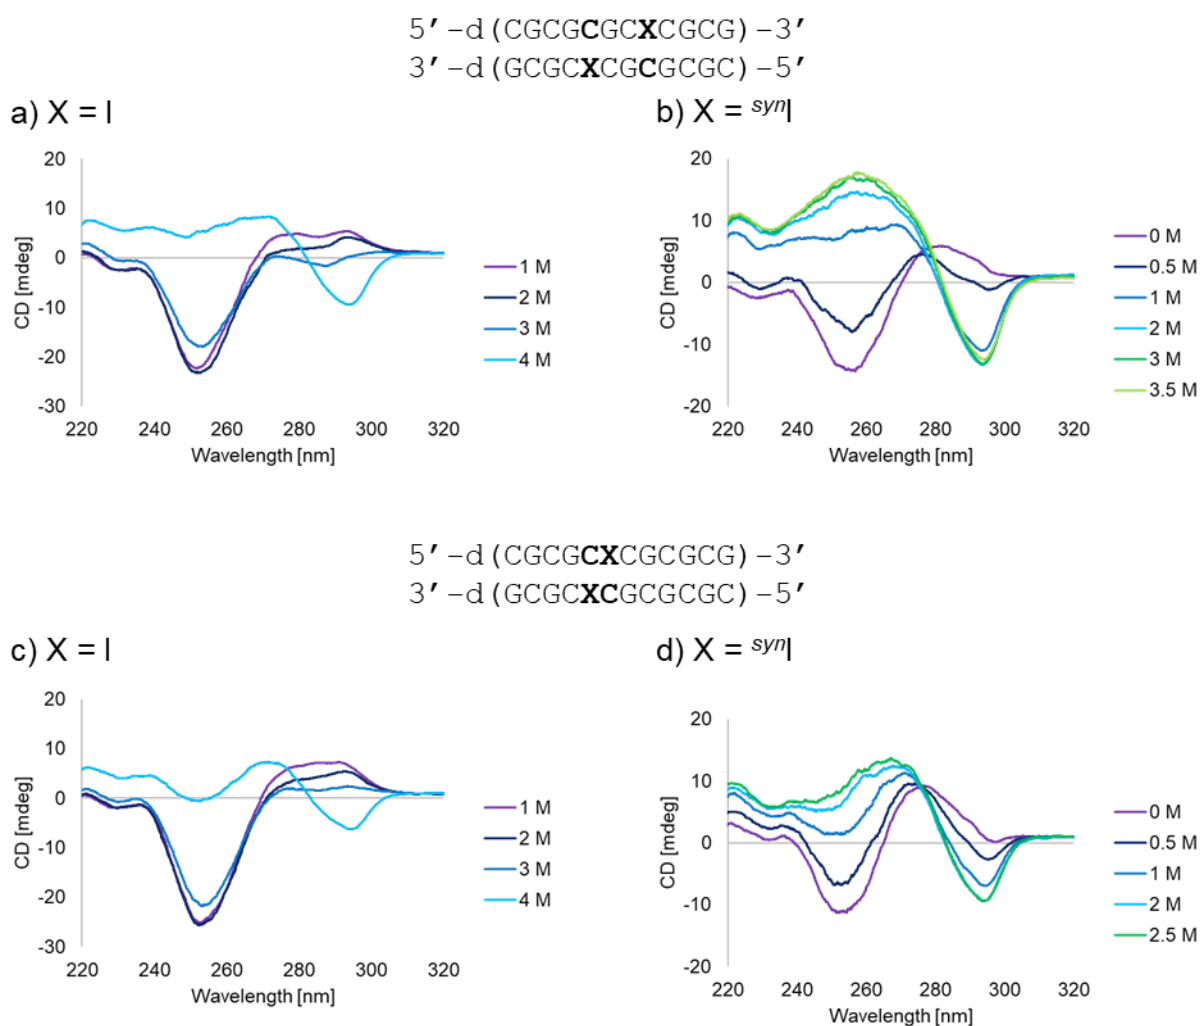 5′-d(CGCGCGCXCGCG)-3′
3′-d(GCGCXCGCGCGC)-5′
a) X = I
b) X = synI
20
10
0
-10
-20
-30
CD [mdeg]
220 240 260 280 300 320
Wavelength [nm]
1 M
2 M
3 M
4 M
20
10
0
-10
-20
CD [mdeg]
220 240 260 280 300 320
Wavelength [nm]
0 M
0.5 M
1 M
2 M
3 M
3.5 M
5′-d(CGCGCXCGCGCG)-3′
3′-d(GCGCXCGCGCGC)-5′
c) X = I
d) X = synI
20
10
0
-10
-20
-30
CD [mdeg]
220 240 260 280 300 320
Wavelength [nm]
1 M
2 M
3 M
4 M
20
10
0
-10
-20
CD [mdeg]
220 240 260 280 300 320
Wavelength [nm]
0 M
0.5 M
1 M
2 M
2.5 M